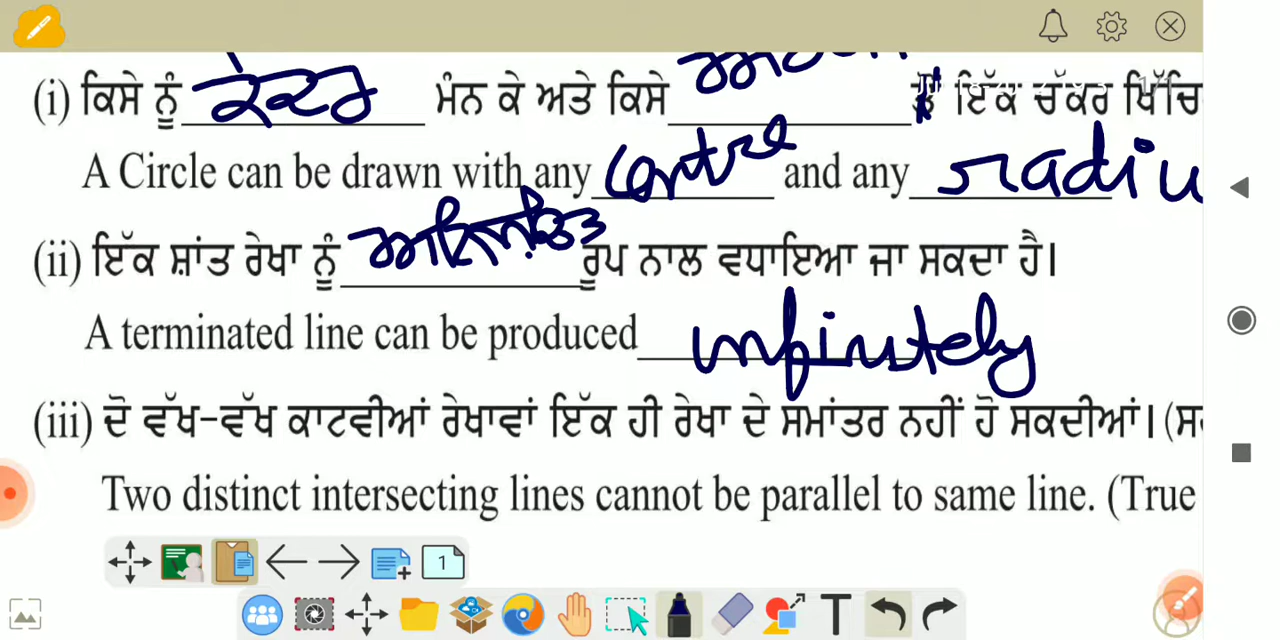 (i) ਕਿਸੇ ਨੂੰ ਕੇਂਦਰ ਮੰਨ ਕੇ ਅਤੇ ਕਿਸੇ ਇੱਕ ਚੱਕਰ ਖਿੱਚਿ
A Circle can be drawn with any centre and any radiu
(ii) ਇੱਕ ਸ਼ਾਂਤ ਰੇਖਾ ਨੂੰ ਰੂਪ ਨਾਲ ਵਧਾਇਆ ਜਾ ਸਕਦਾ ਹੈ।
A terminated line can be produced infinitely
(iii) ਦੋ ਵੱਖ-ਵੱਖ ਕਾਟਵੀਆਂ ਰੇਖਾਵਾਂ ਇੱਕ ਹੀ ਰੇਖਾ ਦੇ ਸਮਾਂਤਰ ਨਹੀਂ ਹੋ ਸਕਦੀਆਂ। (ਸ
Two distinct intersecting lines cannot be parallel to same line. (True
1
T